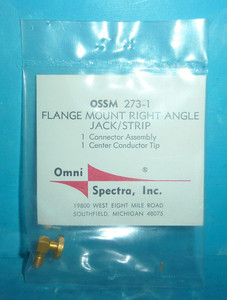 OSSM 273-1
FLANGE MOUNT RIGHT ANGLE
JACK/STRIP
1 Connector Assembly
1 Center Conductor Tip
Omni ®
Spectra, Inc.
19800 WEST EIGHT MILE ROAD
SOUTHFIELD, MICHIGAN 48075